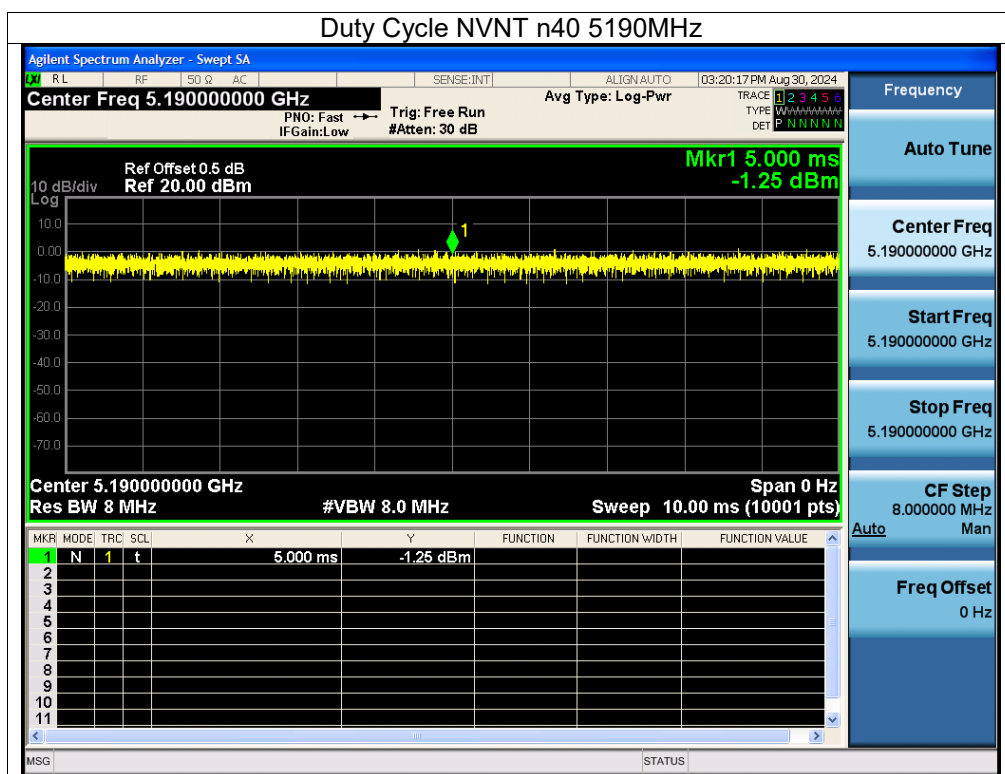 Duty Cycle NVNT n40 5190MHz
Agilent Spectrum Analyzer - Swept SA
LXI RL RF 50 Ω AC SENSE:INT ALIGN AUTO 03:20:17 PM Aug 30, 2024
Center Freq 5.190000000 GHz
PNO: Fast
IFGain:Low
Trig: Free Run
#Atten: 30 dB
Avg Type: Log-Pwr
TRACE 1 2 3 4 5 6
TYPE WWWWWW
DET P N N N N N
Ref Offset 0.5 dB
Ref 20.00 dBm
10 dB/div
Log
Mkr1 5.000 ms
-1.25 dBm
10.0
0.00
-10.0
-20.0
-30.0
-40.0
-50.0
-60.0
-70.0
1
Center 5.190000000 GHz Span 0 Hz
Res BW 8 MHz #VBW 8.0 MHz Sweep 10.00 ms (10001 pts)
MKR MODE TRC SCL X Y FUNCTION FUNCTION WIDTH FUNCTION VALUE
1 N 1 t 5.000 ms -1.25 dBm
2
3
4
5
6
7
8
9
10
11
MSG STATUS
Frequency
Auto Tune
Center Freq
5.190000000 GHz
Start Freq
5.190000000 GHz
Stop Freq
5.190000000 GHz
CF Step
8.000000 MHz
Auto Man
Freq Offset
0 Hz